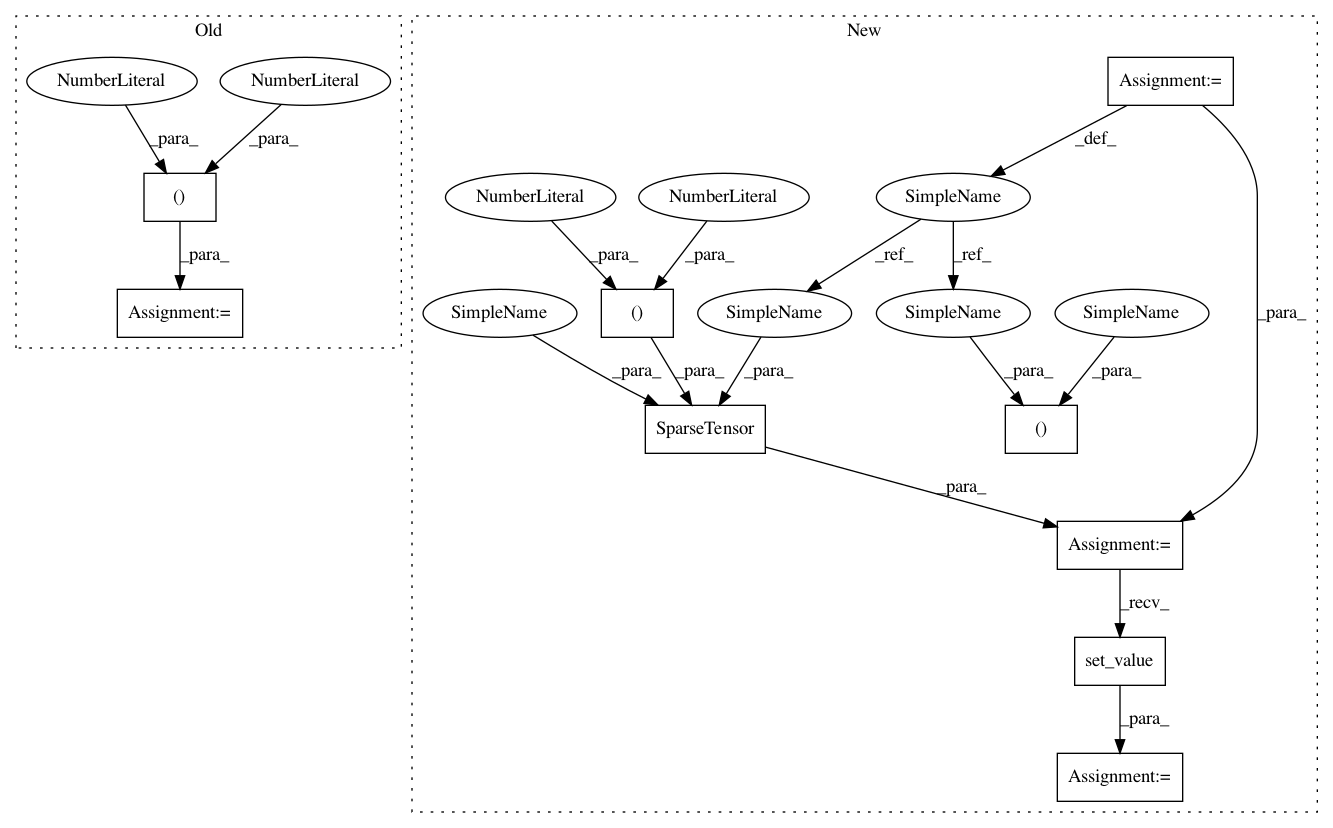 Old
New
NumberLiteral
NumberLiteral
Assignment:=
_para_
_para_
_def_
()
NumberLiteral
NumberLiteral
SimpleName
_para_
_para_
_para_
_ref_
_ref_
Assignment:=
SimpleName
()
SimpleName
SimpleName
SimpleName
_para_
_para_
_para_
_para_
_para_
_para_
SparseTensor
()
_para_
Assignment:=
_recv_
set_value
_para_
Assignment:=